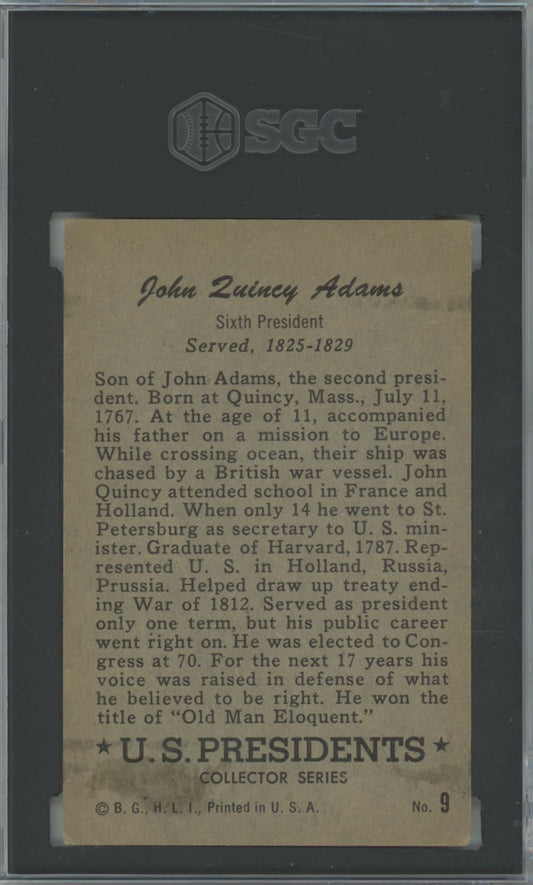 SGC
John Quincy Adams
Sixth President
Served, 1825-1829
Son of John Adams, the second presi-
dent. Born at Quincy, Mass., July 11,
1767. At the age of 11, accompanied
his father on a mission to Europe.
While crossing ocean, their ship was
chased by a British war vessel. John
Quincy attended school in France and
Holland. When only 14 he went to St.
Petersburg as secretary to U. S. min-
ister. Graduate of Harvard, 1787. Rep-
resented U. S. in Holland, Russia,
Prussia. Helped draw up treaty end-
ing War of 1812. Served as president
only one term, but his public career
went right on. He was elected to Con-
gress at 70. For the next 17 years his
voice was raised in defense of what
he believed to be right. He won the
title of "Old Man Eloquent."
★ U.S. PRESIDENTS ★
COLLECTOR SERIES
© B. G., H. L. I., Printed in U. S. A. No. 9